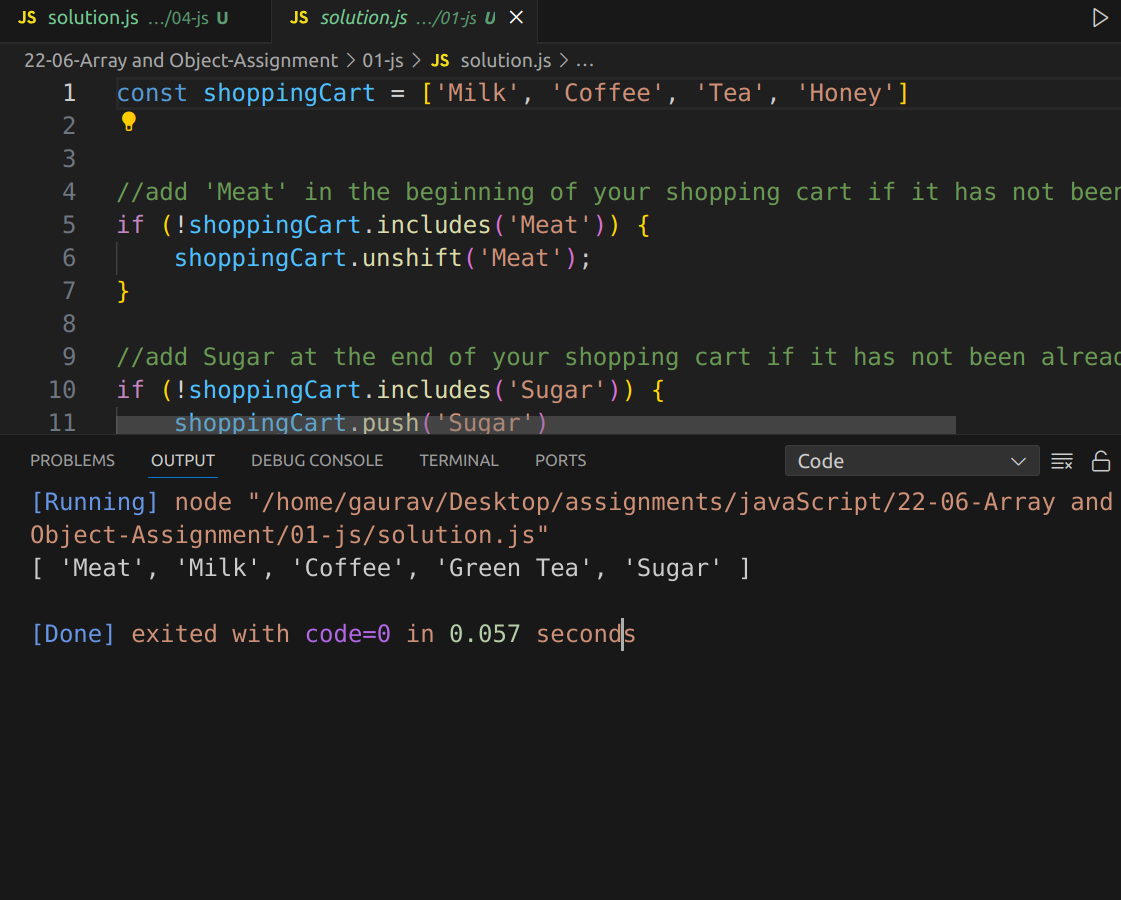 JS solution.js .../04-js U JS solution.js .../01-js U
22-06-Array and Object-Assignment > 01-js > JS solution.js > ...
1 const shoppingCart = ['Milk', 'Coffee', 'Tea', 'Honey']
2
3
4 //add 'Meat' in the beginning of your shopping cart if it has not been
5 if (!shoppingCart.includes('Meat')) {
6 shoppingCart.unshift('Meat');
7 }
8
9 //add Sugar at the end of your shopping cart if it has not been alread
10 if (!shoppingCart.includes('Sugar')) {
11 shoppingCart.push('Sugar')
PROBLEMS OUTPUT DEBUG CONSOLE TERMINAL PORTS Code
[Running] node "/home/gaurav/Desktop/assignments/javaScript/22-06-Array and
Object-Assignment/01-js/solution.js"
[ 'Meat', 'Milk', 'Coffee', 'Green Tea', 'Sugar' ]
[Done] exited with code=0 in 0.057 seconds